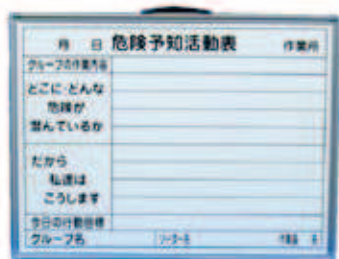 月 日 危険予知活動表 作業所
グループの作業内容
どこに どんな
危険が
潜んでいるか
だから
私達は
こうします
今日の行動目標
グループ名 リーダー名 作業員 名